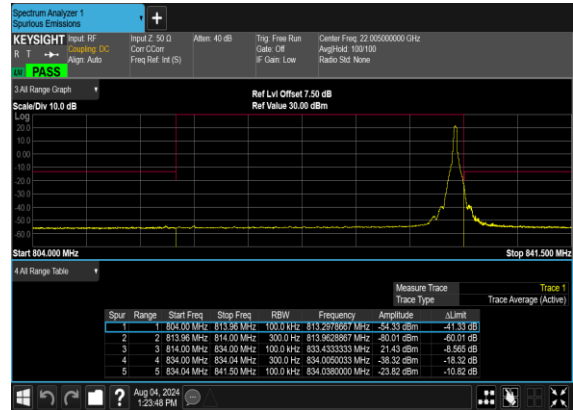 Spectrum Analyzer 1
Spurious Emissions
+
KEYSIGHT Input: RF Input Z: 50 Ω Atten: 40 dB Trig: Free Run Center Freq: 22.005000000 GHz
R T Coupling: DC Corr CCorr Gate: Off Avg|Hold: 100/100
Align: Auto Freq Ref: Int (S) IF Gain: Low Radio Std: None
LW PASS
3 All Range Graph Ref Lvl Offset 7.50 dB
Scale/Div 10.0 dB Ref Value 30.00 dBm
Log
20.0
10.0
0.00
-10.0
-20.0
-30.0
-40.0
-50.0
-60.0
Start 804.000 MHz Stop 841.500 MHz
4 All Range Table
Measure Trace Trace 1
Trace Type Trace Average (Active)
Spur Range Start Freq Stop Freq RBW Frequency Amplitude ΔLimit
1 1 804.00 MHz 813.96 MHz 100.0 kHz 813.2978667 MHz -54.33 dBm -41.33 dB
2 2 813.96 MHz 814.00 MHz 300.0 Hz 813.9628867 MHz -80.01 dBm -60.01 dB
3 3 814.00 MHz 834.00 MHz 100.0 kHz 833.4333333 MHz 21.43 dBm -8.565 dB
4 4 834.00 MHz 834.04 MHz 300.0 Hz 834.0050033 MHz -38.32 dBm -18.32 dB
5 5 834.04 MHz 841.50 MHz 100.0 kHz 834.0380000 MHz -23.82 dBm -10.82 dB
? Aug 04, 2024
1:23:48 PM